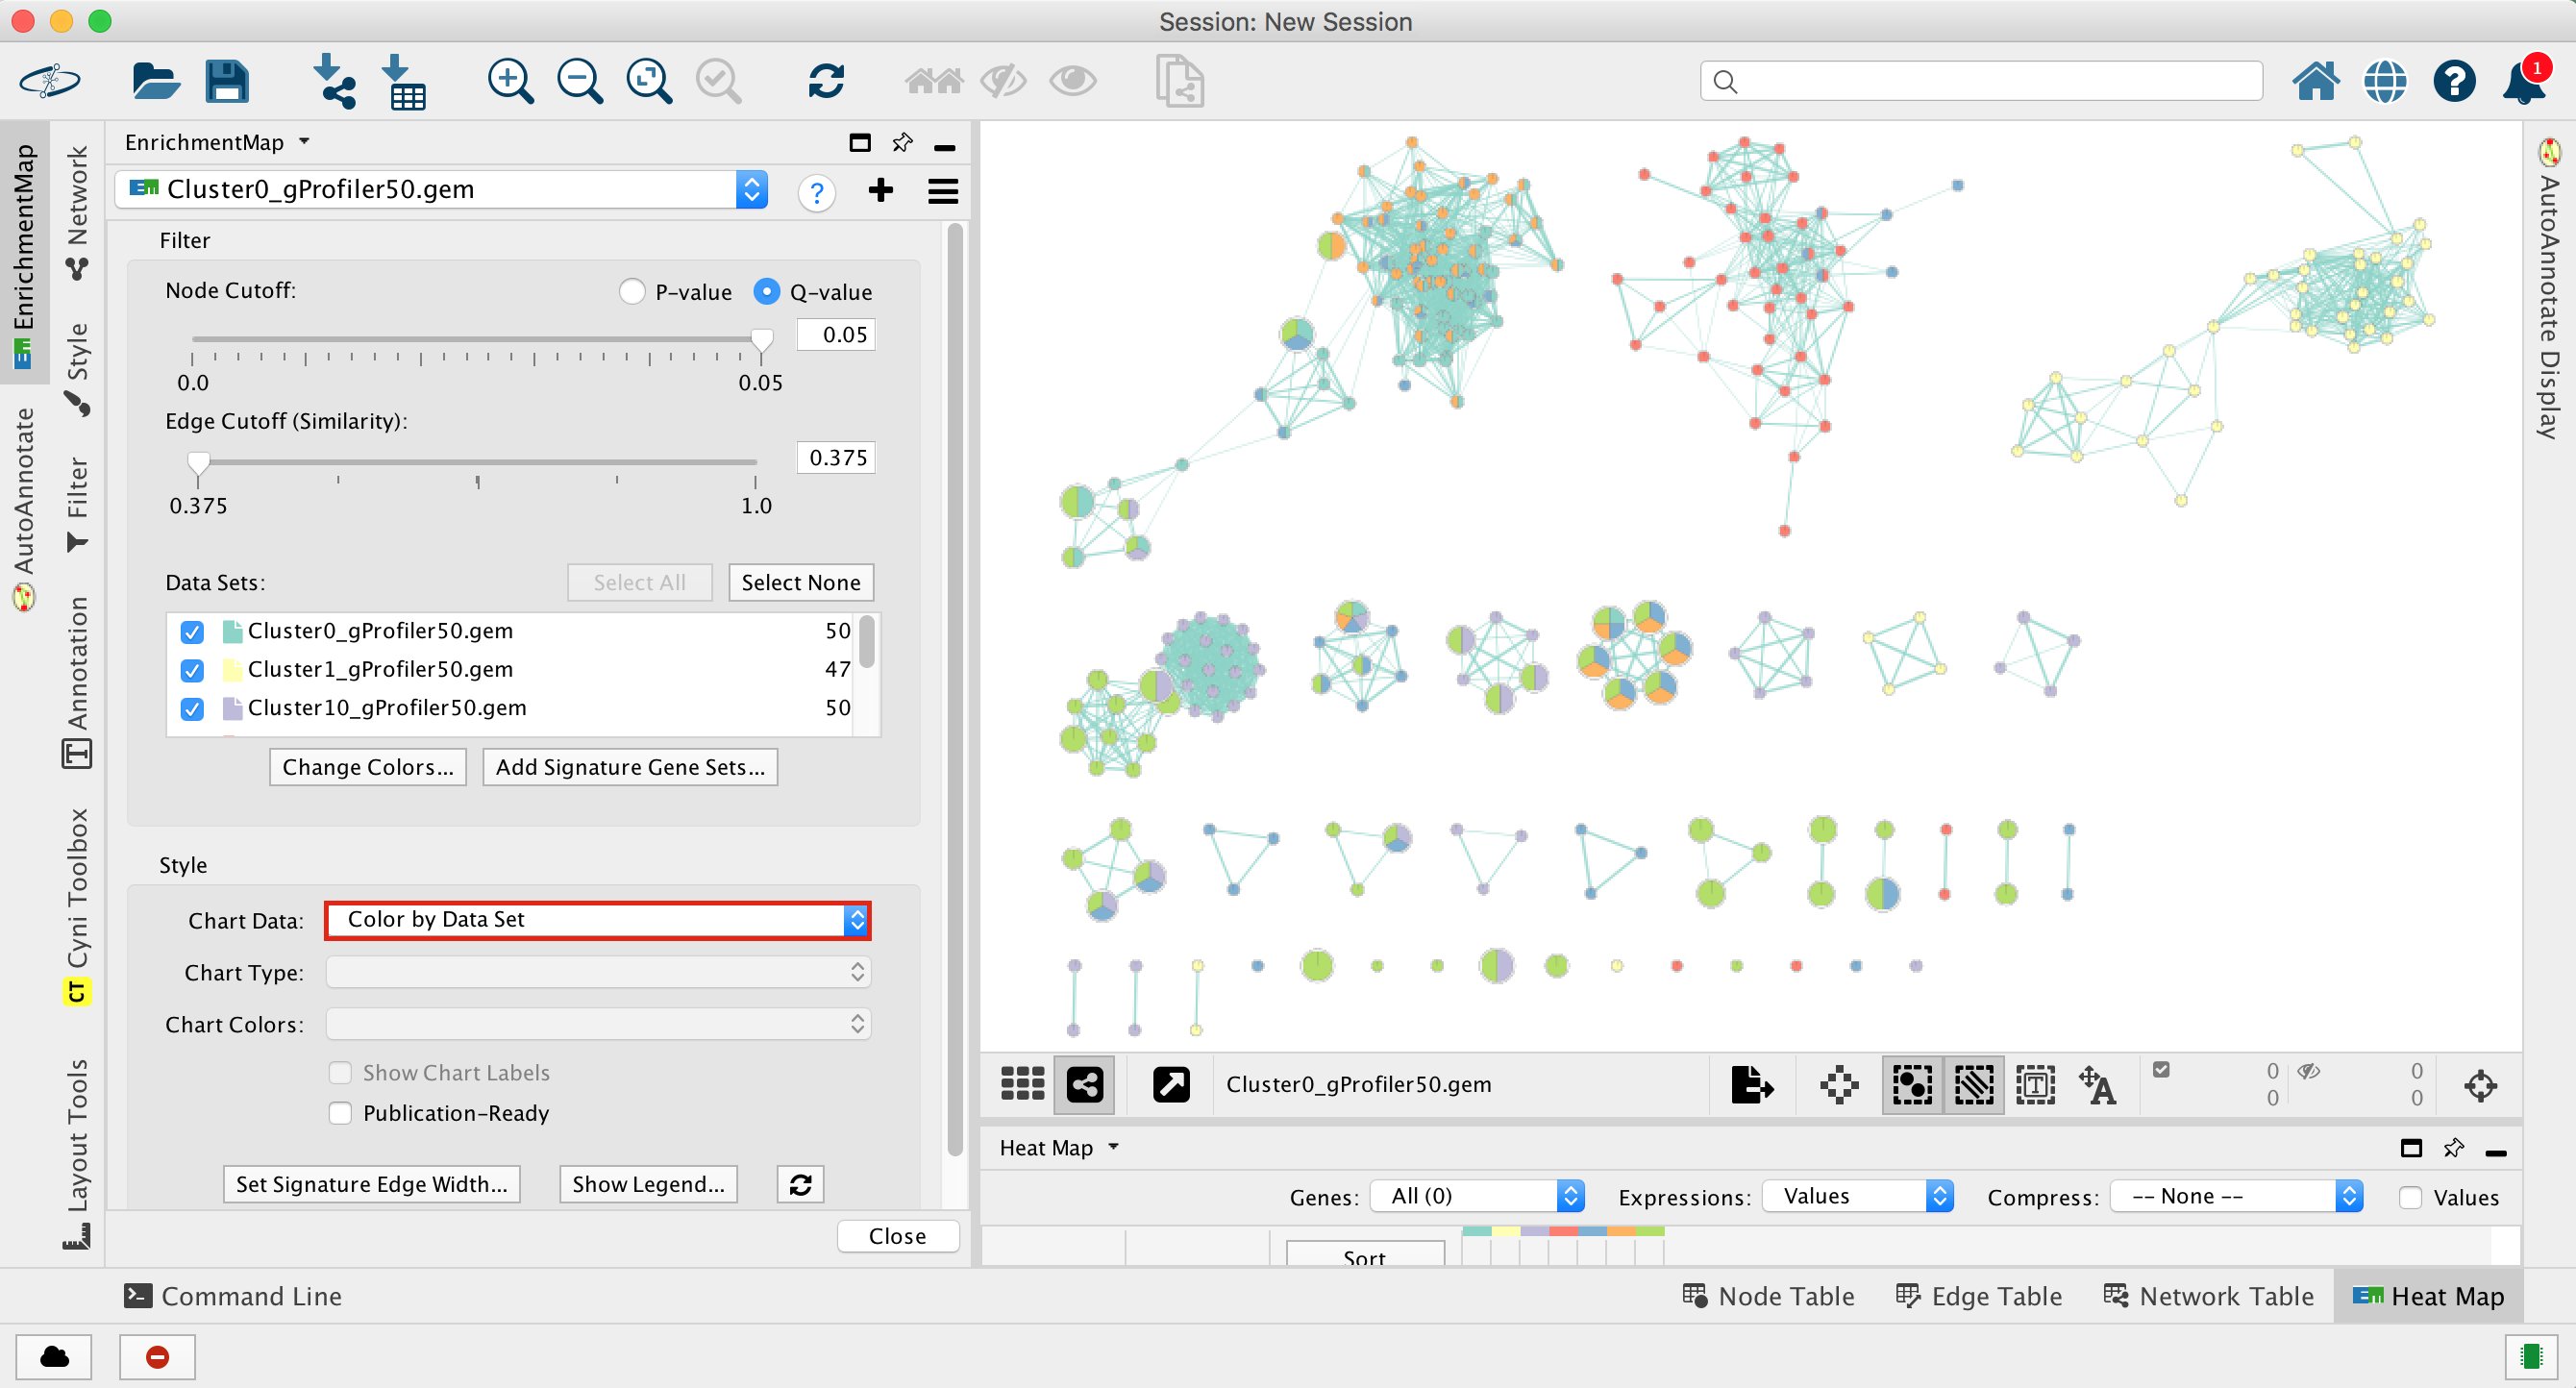 Session: New Session
1
EnrichmentMap
EnrichmentMap
AutoAnnotate
Network
Style
Filter
Annotation
Cyni Toolbox
CT
Layout Tools
Em Cluster0_gProfiler50.gem
?
Filter
Node Cutoff:
P-value
Q-value
0.05
0.0
0.05
Edge Cutoff (Similarity):
0.375
0.375
1.0
Data Sets:
Select All
Select None
Cluster0_gProfiler50.gem 50
Cluster1_gProfiler50.gem 47
Cluster10_gProfiler50.gem 50
Change Colors...
Add Signature Gene Sets...
Style
Chart Data: Color by Data Set
Chart Type:
Chart Colors:
Show Chart Labels
Publication-Ready
Set Signature Edge Width...
Show Legend...
Close
AutoAnnotate Display
Cluster0_gProfiler50.gem
T
A
0
0
0
0
Heat Map
Genes: All (0)
Expressions: Values
Compress: -- None --
Values
Sort
Command Line
Node Table
Edge Table
Network Table
Em Heat Map